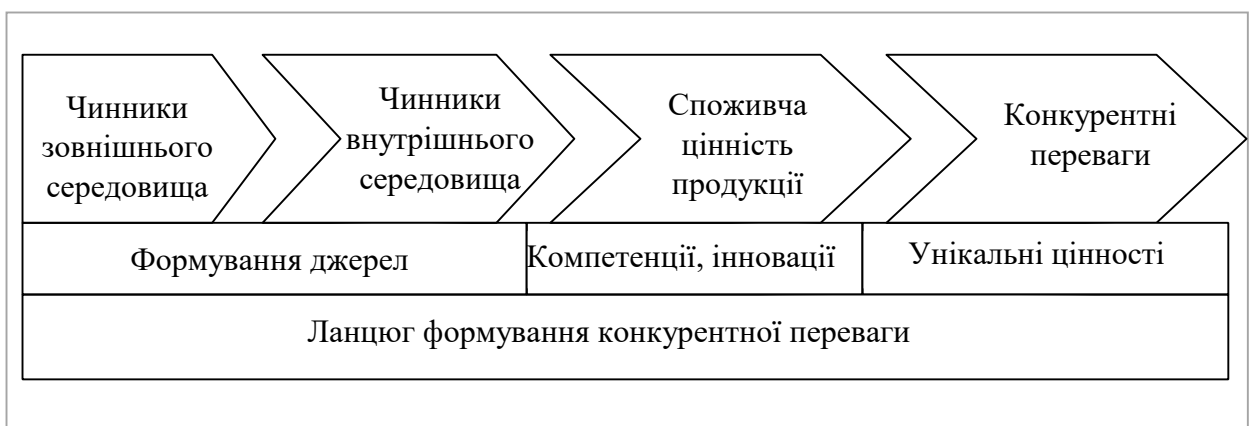 Чинники
зовнішнього
середовища
Чинники
внутрішнього
середовища
Споживча
цінність
продукції
Конкурентні
переваги
Формування джерел
Компетенції, інновації
Унікальні цінності
Ланцюг формування конкурентної переваги